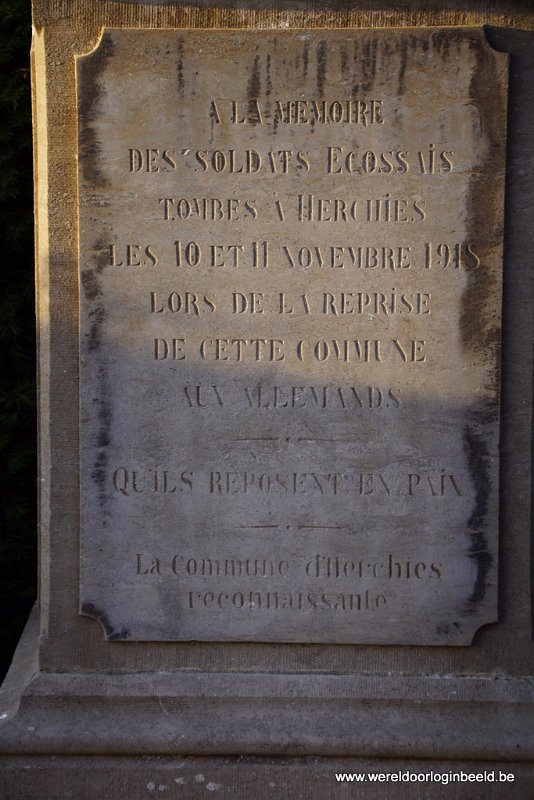 A LA MÉMOIRE
DES SOLDATS ECOSSAIS
TOMBÉS À HERCHIES
LES 10 ET 11 NOVEMBRE 1918
LORS DE LA REPRISE
DE CETTE COMMUNE
AUX ALLEMANDS
QU'ILS REPOSENT EN PAIX
La Commune d'Herchies
reconnaissante
www.wereldoorloginbeeld.be